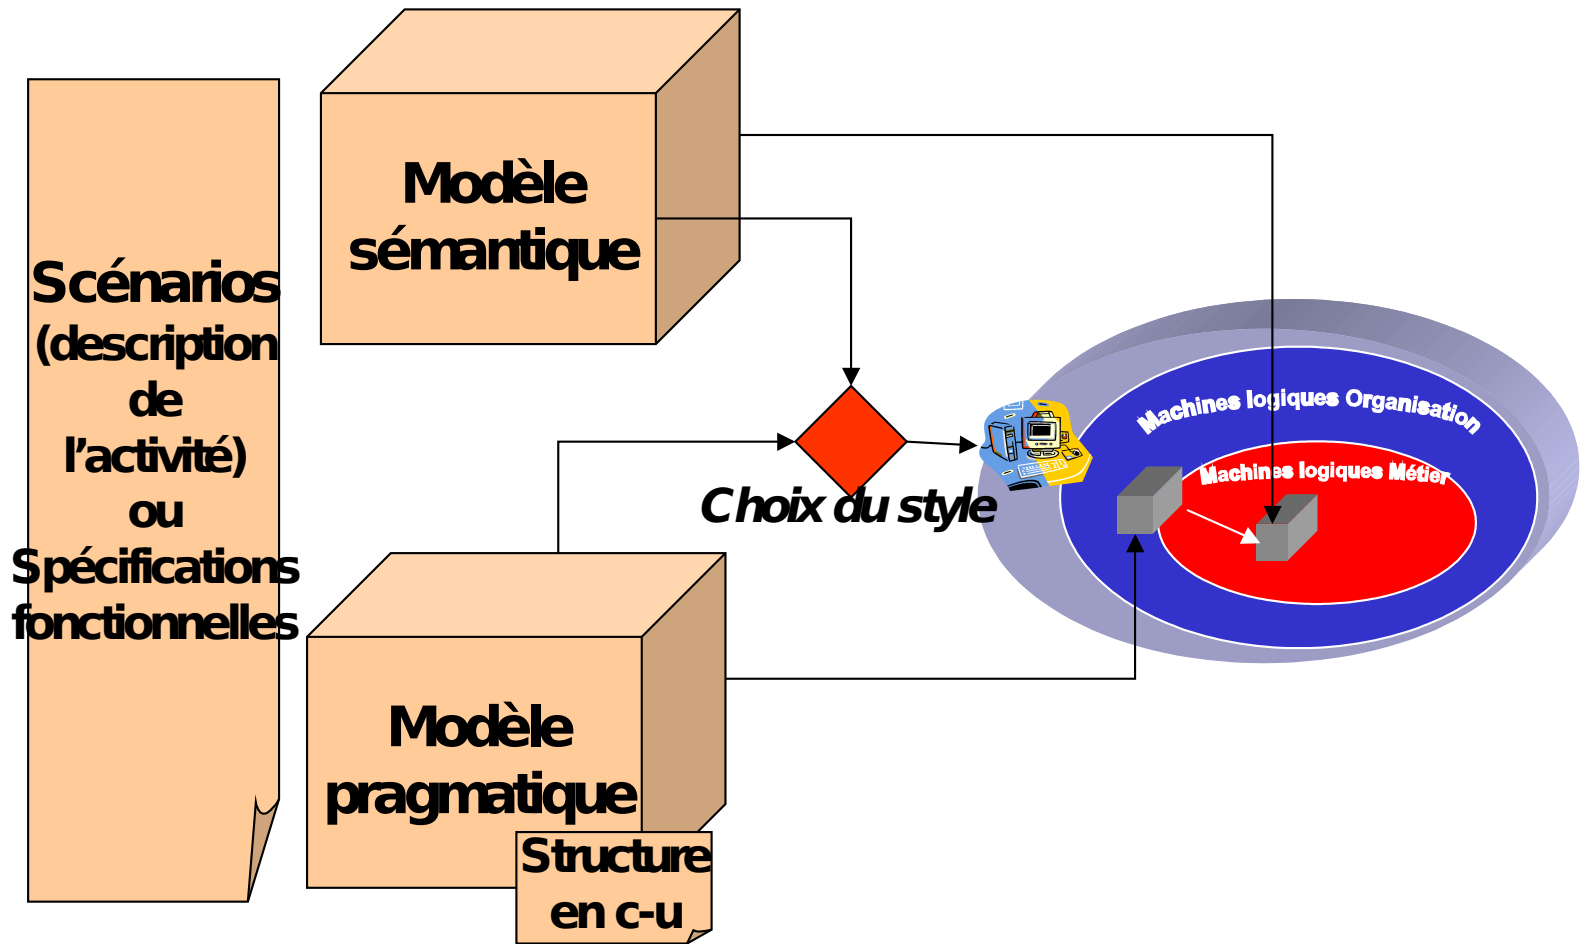 Scénarios
(description
de
l’activité)
ou
Spécifications
fonctionnelles
Modèle
sémantique
Choix du style
Machines logiques Organisation
Machines logiques Métier
Modèle
pragmatique
Structure
en c-u